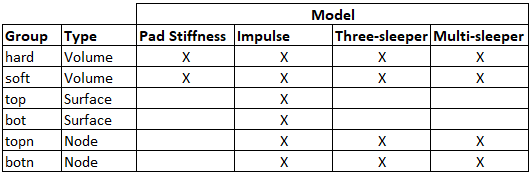 Model
Group Type Pad Stiffness Impulse Three-sleeper Multi-sleeper
hard Volume X X X X
soft Volume X X X X
top Surface X
bot Surface X
topn Node X X X
botn Node X X X